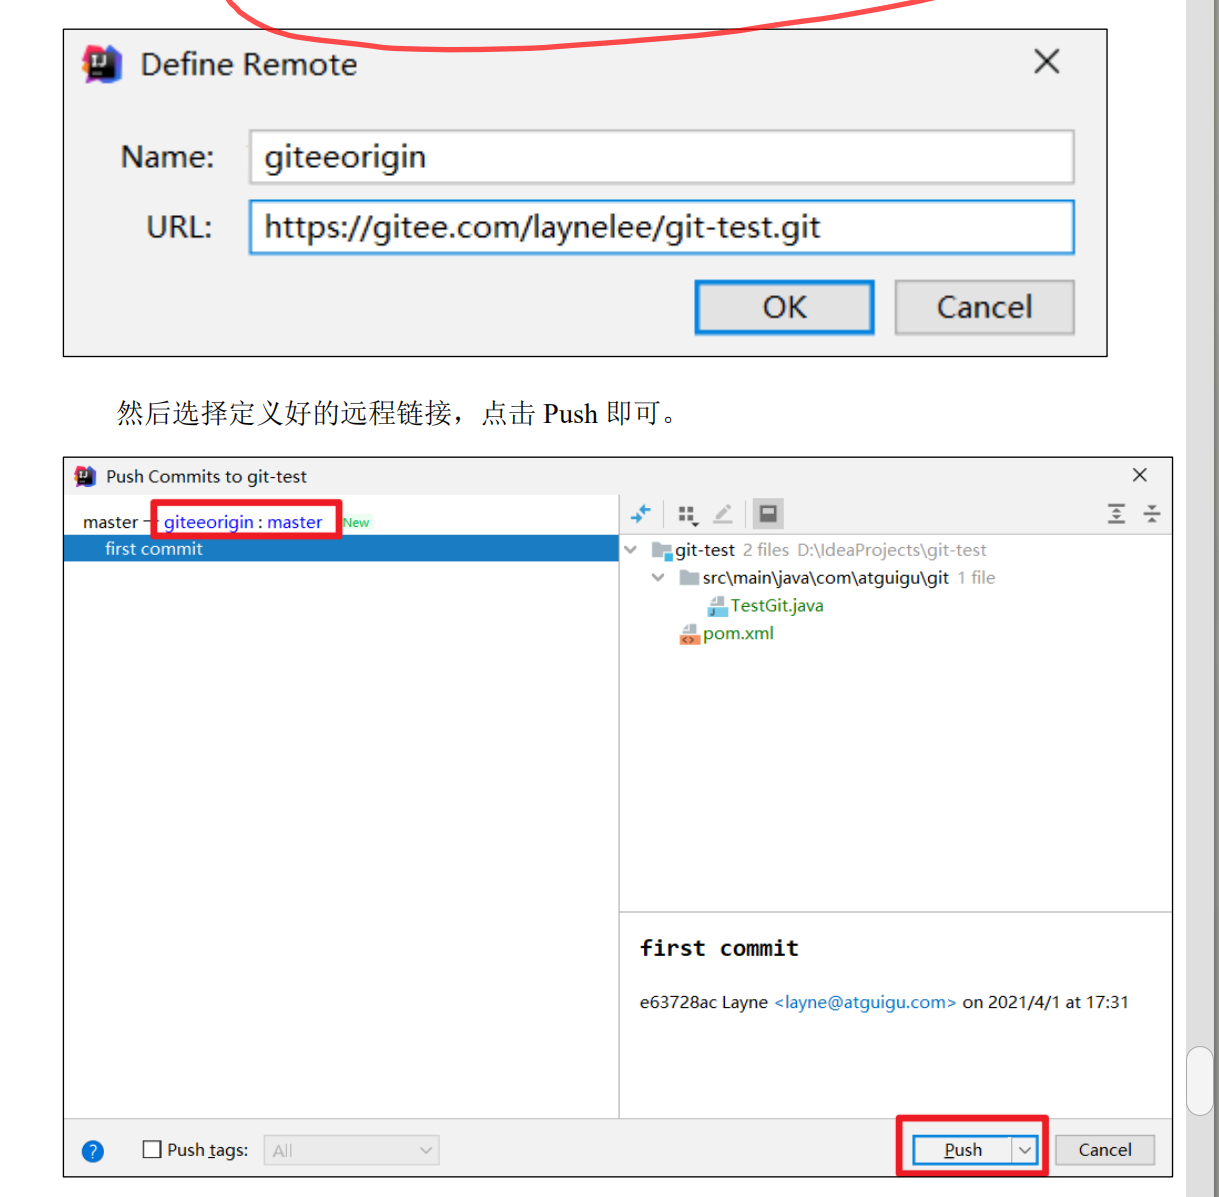 Define Remote
Name: giteeorigin
URL: https://gitee.com/laynelee/git-test.git
OK Cancel
然后选择定义好的远程链接，点击 Push 即可。
Push Commits to git-test
master → giteeorigin : master New
first commit
git-test 2 files D:\IdeaProjects\git-test
src\main\java\com\atguigu\git 1 file
TestGit.java
pom.xml
first commit
e63728ac Layne <layne@atguigu.com> on 2021/4/1 at 17:31
? Push tags: All Push Cancel